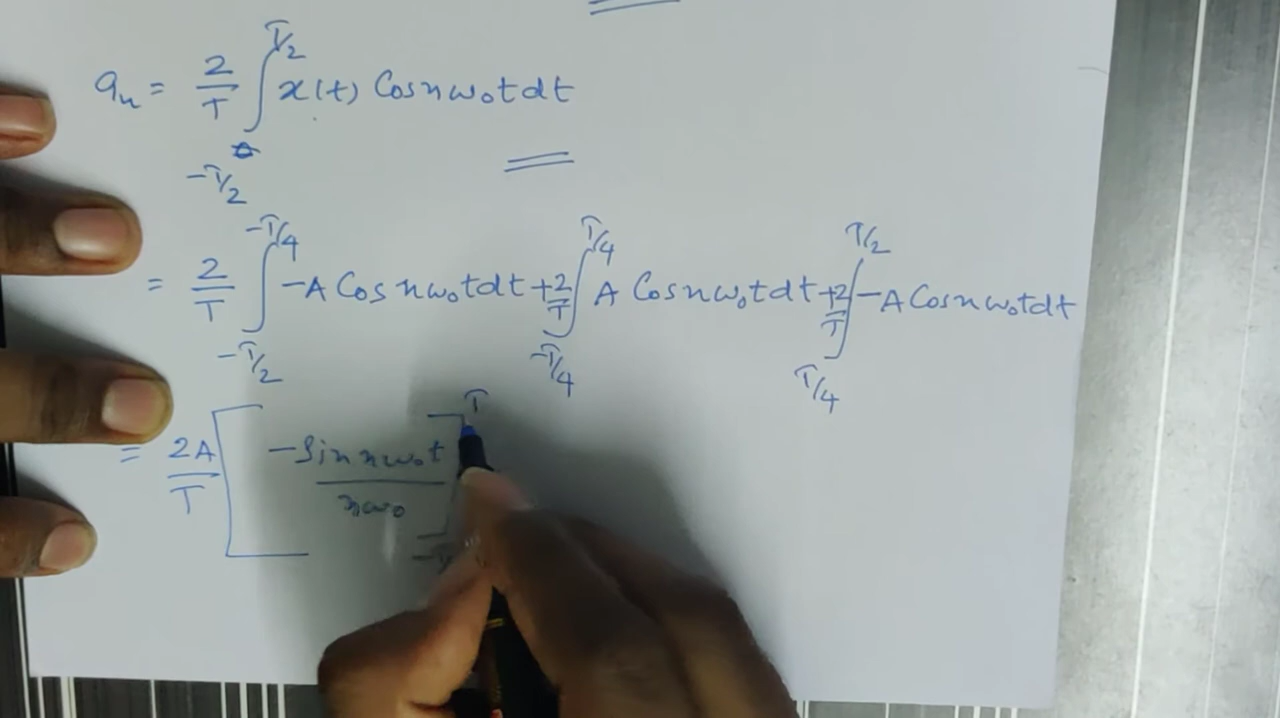 aₙ = 2/T ∫_{-T/2}^{T/2} x(t) Cos nω₀t dt
= 2/T ∫_{-T/2}^{-T/4} -A Cos nω₀t dt + 2/T ∫_{-T/4}^{T/4} A Cos nω₀t dt + 2/T ∫_{T/4}^{T/2} -A Cos nω₀t dt
= 2A/T [ -Sin nω₀t / nω₀ ]^{T}